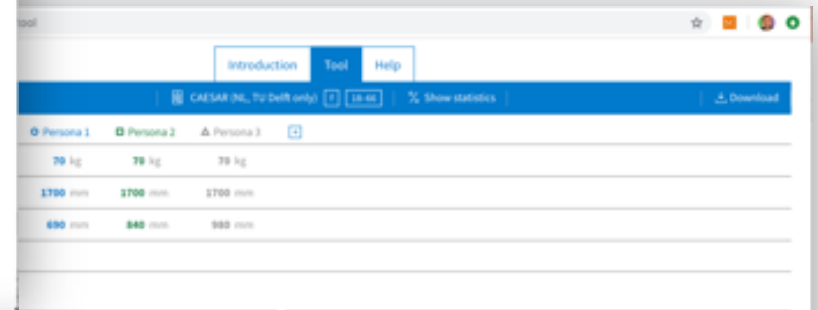 tool
Introduction Tool Help
CAESAR (NL, TU Delft only) 18-66 % Show statistics Download
Persona 1 Persona 2 Persona 3
70 kg 70 kg 70 kg
1700 mm 1700 mm 1700 mm
690 mm 840 mm 980 mm